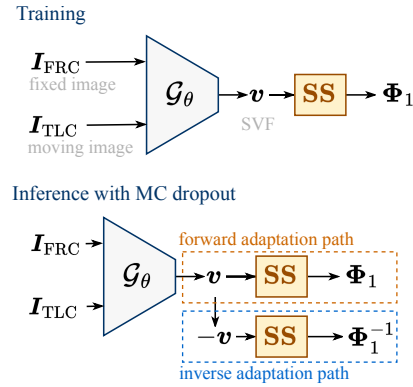 Training
I_FRC
fixed image
G_θ
v
SS
Φ_1
I_TLC
moving image
SVF
Inference with MC dropout
I_FRC
forward adaptation path
G_θ
v
SS
Φ_1
I_TLC
−v
SS
Φ_1^{-1}
inverse adaptation path